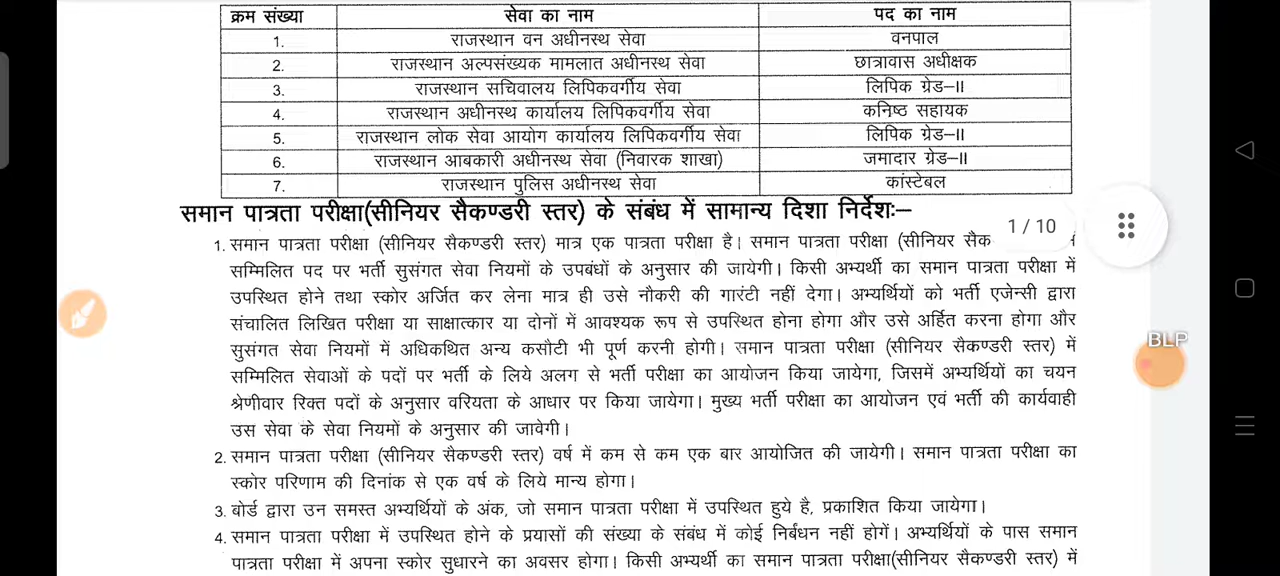 क्रम संख्या सेवा का नाम पद का नाम
1. राजस्थान वन अधीनस्थ सेवा वनपाल
2. राजस्थान अल्पसंख्यक मामलात अधीनस्थ सेवा छात्रावास अधीक्षक
3. राजस्थान सचिवालय लिपिकवर्गीय सेवा लिपिक ग्रेड–II
4. राजस्थान अधीनस्थ कार्यालय लिपिकवर्गीय सेवा कनिष्ठ सहायक
5. राजस्थान लोक सेवा आयोग कार्यालय लिपिकवर्गीय सेवा लिपिक ग्रेड–II
6. राजस्थान आबकारी अधीनस्थ सेवा (निवारक शाखा) जमादार ग्रेड–II
7. राजस्थान पुलिस अधीनस्थ सेवा कांस्टेबल
समान पात्रता परीक्षा(सीनियर सैकण्डरी स्तर) के संबंध में सामान्य दिशा निर्देशः–
1 / 10
1. समान पात्रता परीक्षा (सीनियर सैकण्डरी स्तर) मात्र एक पात्रता परीक्षा है। समान पात्रता परीक्षा (सीनियर सैक
सम्मिलित पद पर भर्ती सुसंगत सेवा नियमों के उपबंधों के अनुसार की जायेगी। किसी अभ्यर्थी का समान पात्रता परीक्षा में
उपस्थित होने तथा स्कोर अर्जित कर लेना मात्र ही उसे नौकरी की गारंटी नहीं देगा। अभ्यर्थियों को भर्ती एजेन्सी द्वारा
संचालित लिखित परीक्षा या साक्षात्कार या दोनों में आवश्यक रूप से उपस्थित होना होगा और उसे अर्हित करना होगा और
सुसंगत सेवा नियमों में अधिकथित अन्य कसौटी भी पूर्ण करनी होगी। समान पात्रता परीक्षा (सीनियर सैकण्डरी स्तर) में
BLP
सम्मिलित सेवाओं के पदों पर भर्ती के लिये अलग से भर्ती परीक्षा का आयोजन किया जायेगा, जिसमें अभ्यर्थियों का चयन
श्रेणीवार रिक्त पदों के अनुसार वरियता के आधार पर किया जायेगा। मुख्य भर्ती परीक्षा का आयोजन एवं भर्ती की कार्यवाही
उस सेवा के सेवा नियमों के अनुसार की जावेगी।
2. समान पात्रता परीक्षा (सीनियर सैकण्डरी स्तर) वर्ष में कम से कम एक बार आयोजित की जायेगी। समान पात्रता परीक्षा का
स्कोर परिणाम की दिनांक से एक वर्ष के लिये मान्य होगा।
3. बोर्ड द्वारा उन समस्त अभ्यर्थियों के अंक, जो समान पात्रता परीक्षा में उपस्थित हुये है, प्रकाशित किया जायेगा।
4. समान पात्रता परीक्षा में उपस्थित होने के प्रयासों की संख्या के संबंध में कोई निर्बंधन नहीं होगें। अभ्यर्थियों के पास समान
पात्रता परीक्षा में अपना स्कोर सुधारने का अवसर होगा। किसी अभ्यर्थी का समान पात्रता परीक्षा(सीनियर सैकण्डरी स्तर) में